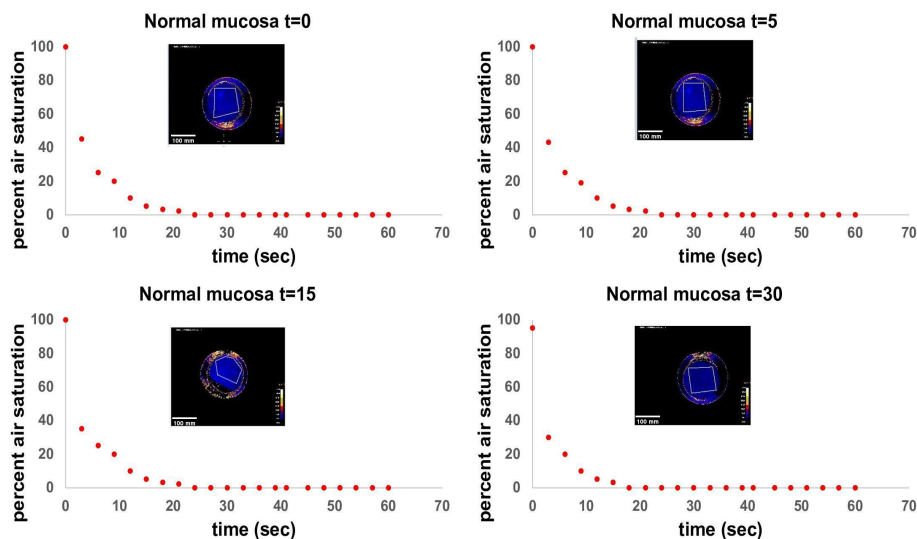 Normal mucosa t=0
100
80
60
40
20
0
percent air saturation
0 10 20 30 40 50 60 70
time (sec)
100 mm
Normal mucosa t=5
100
80
60
40
20
0
percent air saturation
0 10 20 30 40 50 60 70
time (sec)
100 mm
Normal mucosa t=15
100
80
60
40
20
0
percent air saturation
0 10 20 30 40 50 60 70
time (sec)
100 mm
Normal mucosa t=30
100
80
60
40
20
0
percent air saturation
0 10 20 30 40 50 60 70
time (sec)
100 mm